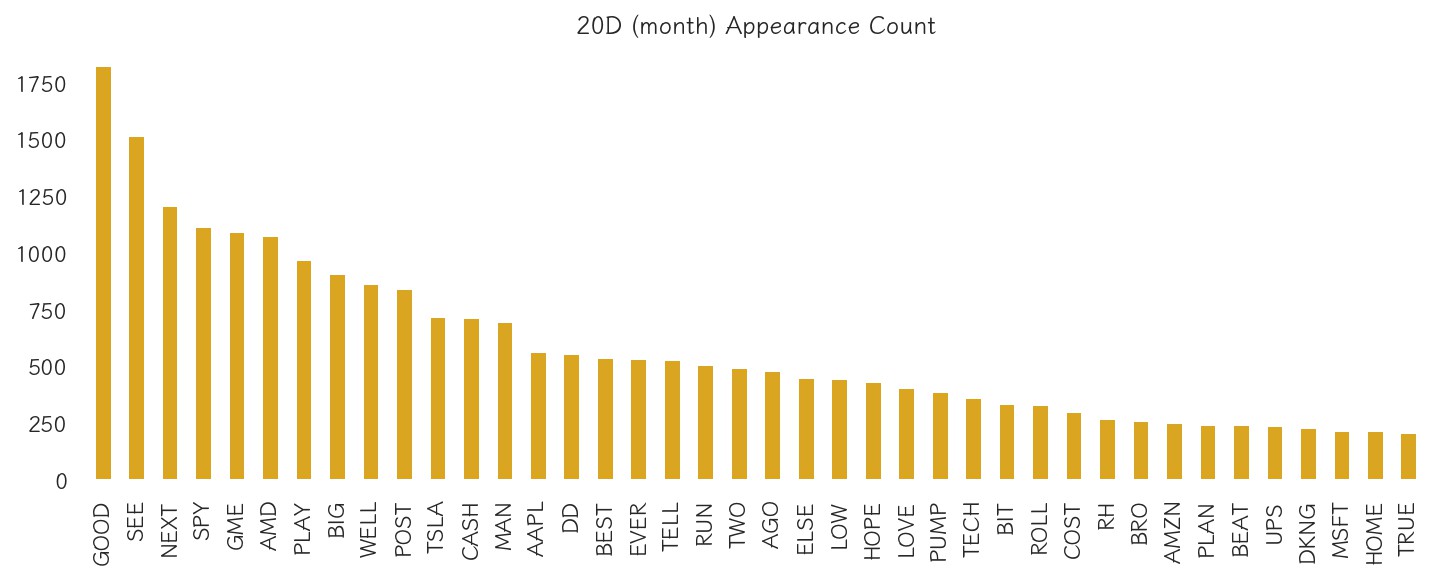 20D (month) Appearance Count
1750
1500
1250
1000
750
500
250
0
GOOD
SEE
NEXT
SPY
GME
AMD
PLAY
BIG
WELL
POST
TSLA
CASH
MAN
AAPL
DD
BEST
EVER
TELL
RUN
TWO
AGO
ELSE
LOW
HOPE
LOVE
PUMP
TECH
BIT
ROLL
COST
RH
BRO
AMZN
PLAN
BEAT
UPS
DKNG
MSFT
HOME
TRUE